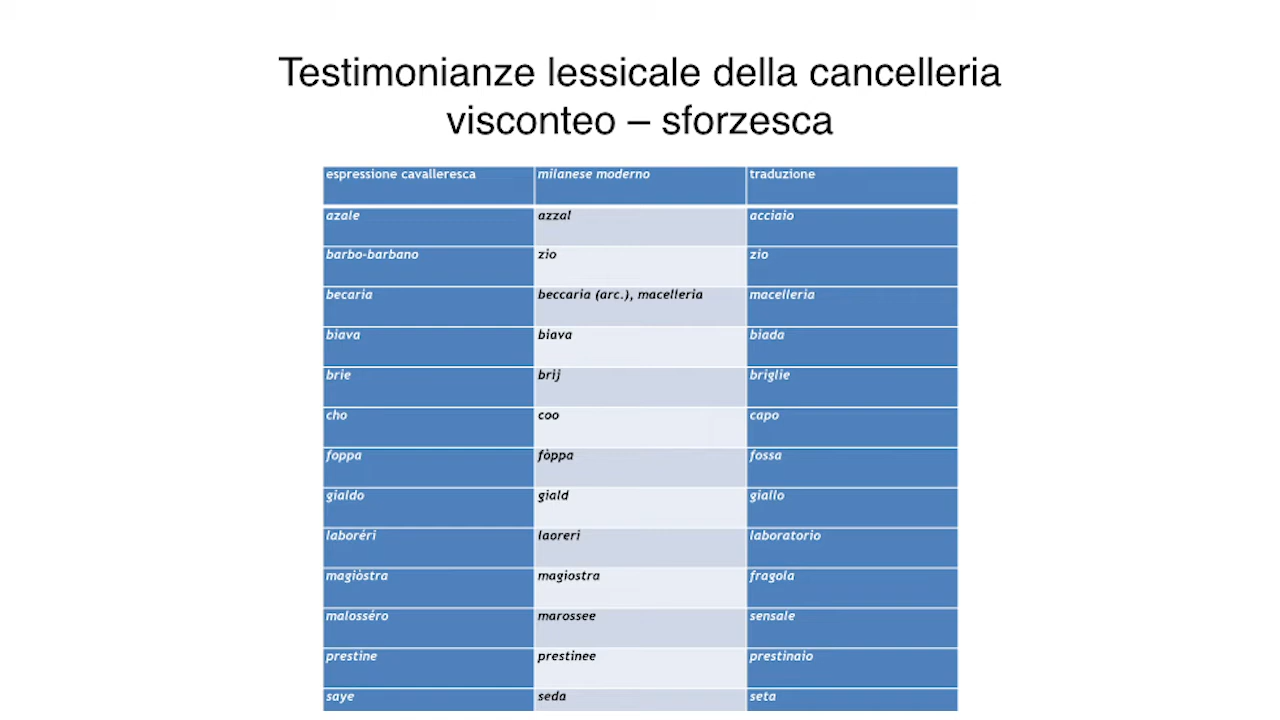 Testimonianze lessicale della cancelleria
visconteo – sforzesca
espressione cavalleresca milanese moderno traduzione
azale azzal acciaio
barbo-barbano zio zio
becaria beccaria (arc.), macelleria macelleria
biava biava biada
brie brij briglie
cho coo capo
foppa fòppa fossa
gialdo giald giallo
laboréri laoreri laboratorio
magiòstra magiostra fragola
malosséro marossee sensale
prestine prestinee prestinaio
saye seda seta